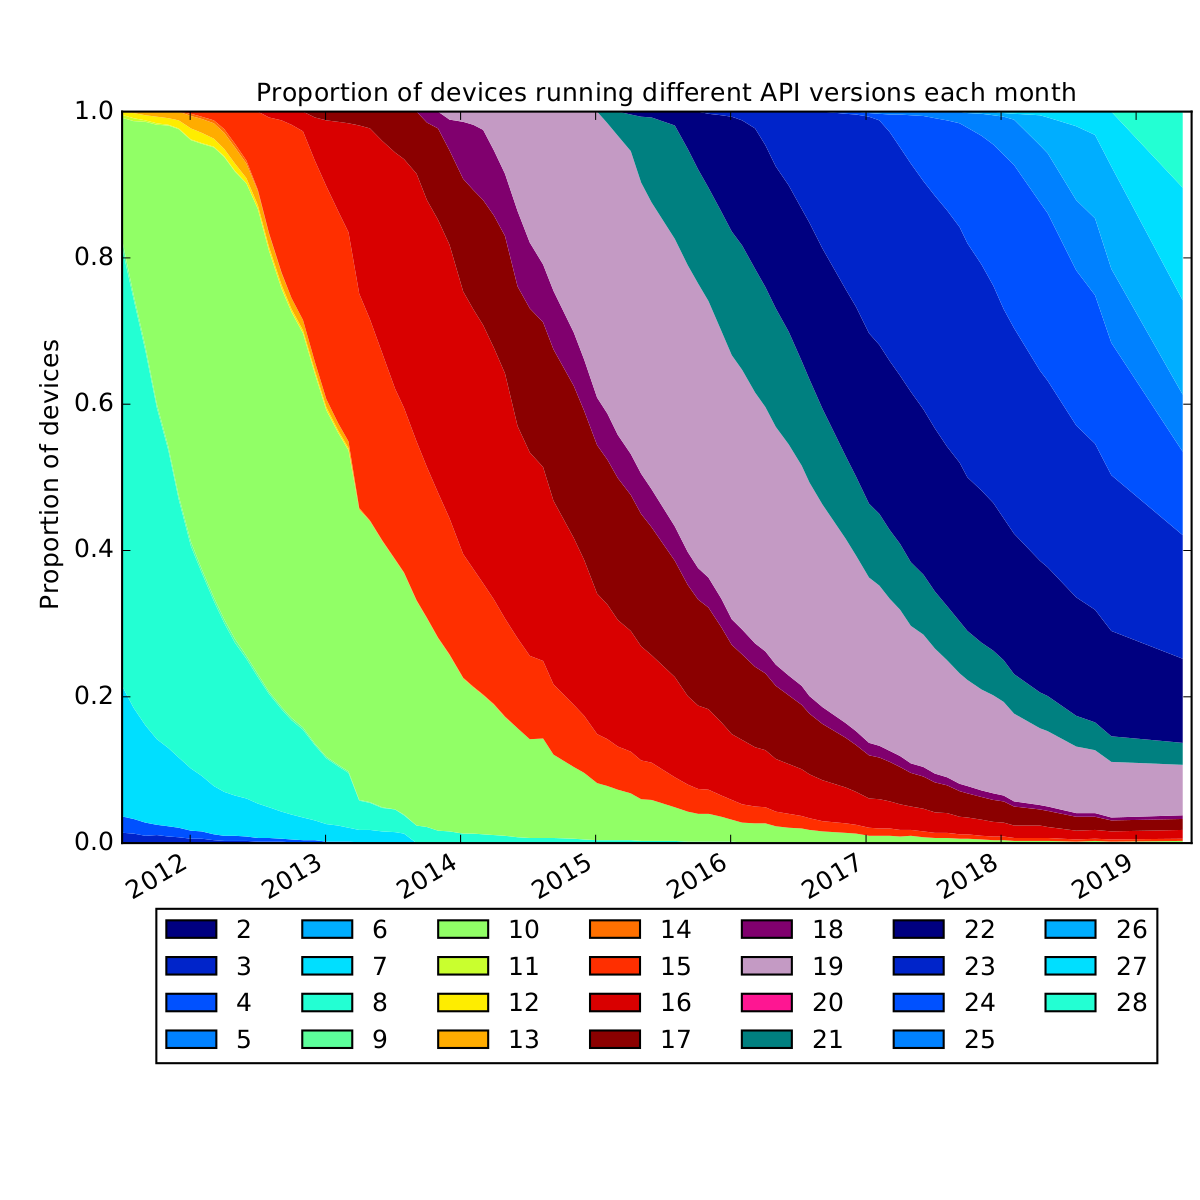 Proportion of devices running different API versions each month
1.0
0.8
0.6
0.4
0.2
0.0
Proportion of devices
2012 2013 2014 2015 2016 2017 2018 2019
2 6 10 14 18 22 26
3 7 11 15 19 23 27
4 8 12 16 20 24 28
5 9 13 17 21 25